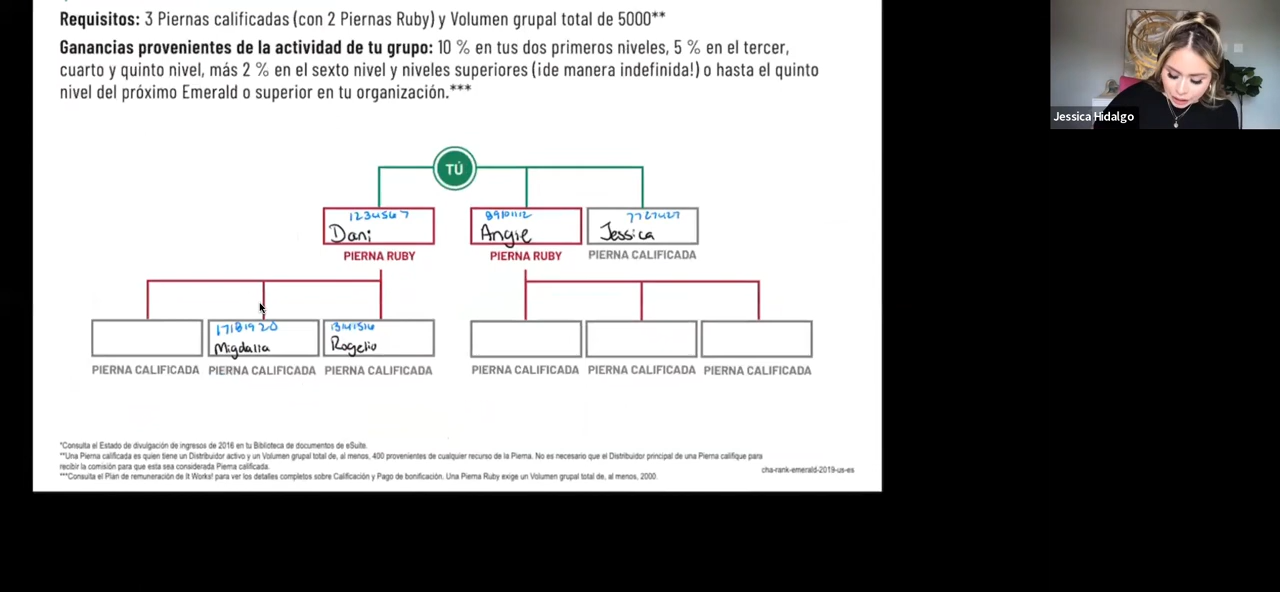 Requisitos: 3 Piernas calificadas (con 2 Piernas Ruby) y Volumen grupal total de 5000**
Ganancias provenientes de la actividad de tu grupo: 10 % en tus dos primeros niveles, 5 % en el tercer,
cuarto y quinto nivel, más 2 % en el sexto nivel y niveles superiores (¡de manera indefinida!) o hasta el quinto
nivel del próximo Emerald o superior en tu organización.***
Jessica Hidalgo
TÚ
1234567 8910112 7727427
Dani Angie Jessica
PIERNA RUBY PIERNA RUBY PIERNA CALIFICADA
17181920 13141516
Migdalia Rogelio
PIERNA CALIFICADA PIERNA CALIFICADA PIERNA CALIFICADA PIERNA CALIFICADA PIERNA CALIFICADA PIERNA CALIFICADA
*Consulta el Estado de divulgación de ingresos de 2016 en tu Biblioteca de documentos de eSuite.
**Una Pierna calificada es quien tiene un Distribuidor activo y un Volumen grupal total de, al menos, 400 provenientes de cualquier recurso de la Pierna. No es necesario que el Distribuidor principal de una Pierna califique para
recibir la comisión para que esta sea considerada Pierna calificada.
cha-rank-emerald-2019-us-es
***Consulta el Plan de remuneración de It Works! para ver los detalles completos sobre Calificación y Pago de bonificación. Una Pierna Ruby exige un Volumen grupal total de, al menos, 2000.